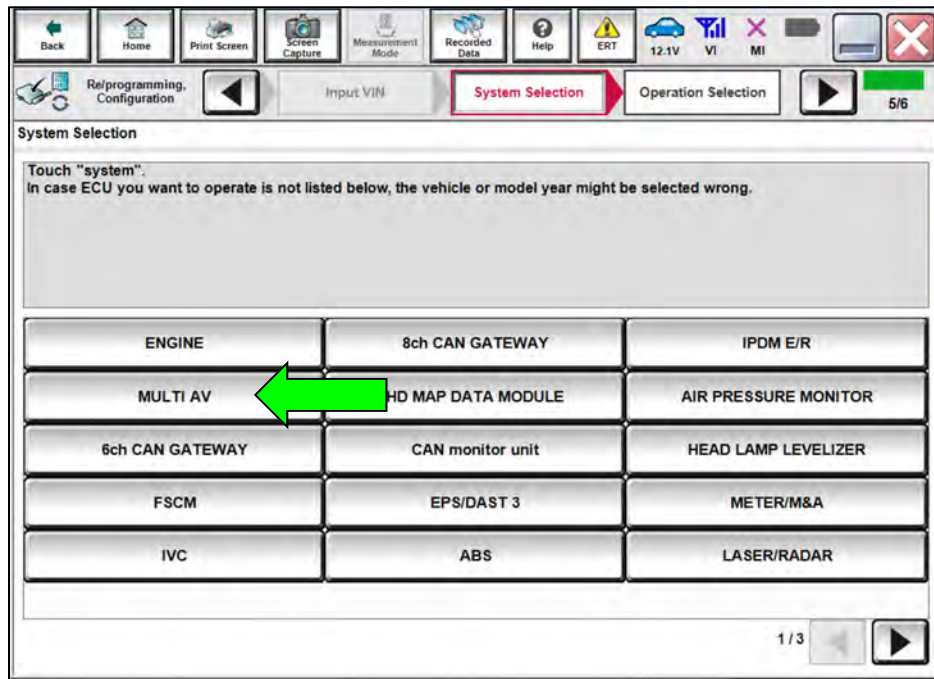 Back
Home
Print Screen
Screen
Capture
Measurement
Mode
Recorded
Data
Help
ERT
12.1V
VI
MI
Re/programming,
Configuration
Input VIN
System Selection
Operation Selection
5/6
System Selection
Touch "system".
In case ECU you want to operate is not listed below, the vehicle or model year might be selected wrong.
ENGINE
8ch CAN GATEWAY
IPDM E/R
MULTI AV
HD MAP DATA MODULE
AIR PRESSURE MONITOR
6ch CAN GATEWAY
CAN monitor unit
HEAD LAMP LEVELIZER
FSCM
EPS/DAST 3
METER/M&A
IVC
ABS
LASER/RADAR
1/3